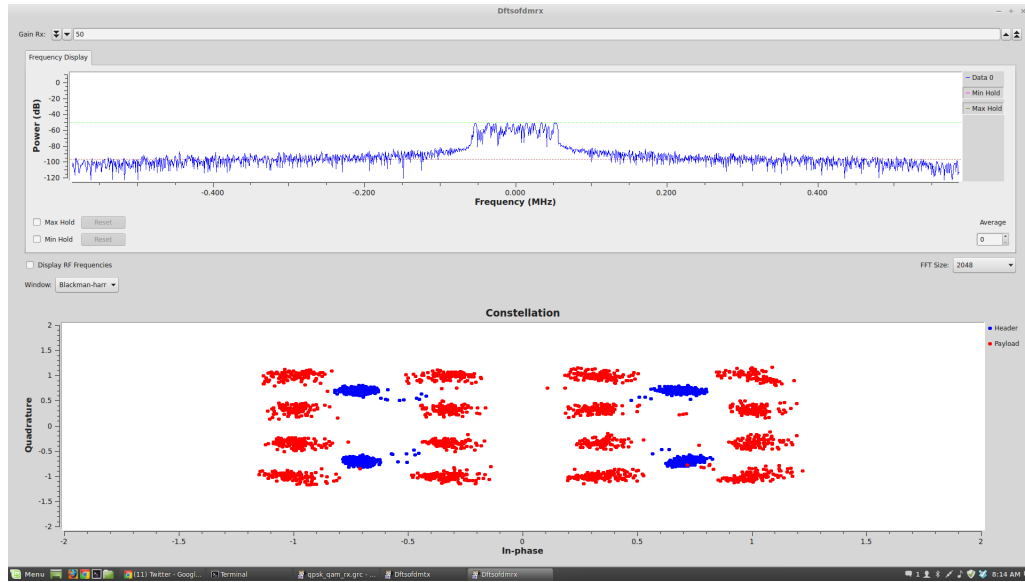 Dftsofdmrx
Gain Rx: 50
Frequency Display
Power (dB)
0
-20
-40
-60
-80
-100
-120
-0.400 -0.200 0.000 0.200 0.400
Frequency (MHz)
Data 0
Min Hold
Max Hold
Max Hold Reset
Min Hold Reset
Average
0
Display RF Frequencies
FFT Size: 2048
Window: Blackman-harr
Constellation
Quadrature
2
1.5
1
0.5
0
-0.5
-1
-1.5
-2
-2 -1.5 -1 -0.5 0 0.5 1 1.5 2
In-phase
Header
Payload
Menu (11) Twitter - Googl... Terminal qpsk_qam_rx.grc - ... Dftsofdmtx Dftsofdmrx 1 8:14 AM